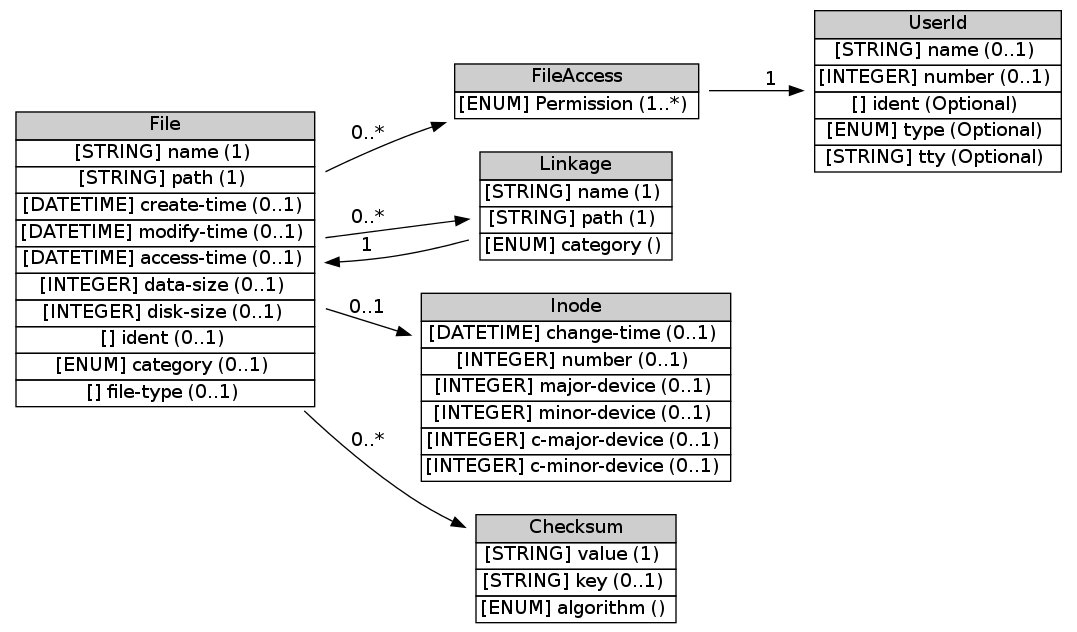 File
[STRING] name (1)
[STRING] path (1)
[DATETIME] create-time (0..1)
[DATETIME] modify-time (0..1)
[DATETIME] access-time (0..1)
[INTEGER] data-size (0..1)
[INTEGER] disk-size (0..1)
[] ident (0..1)
[ENUM] category (0..1)
[] file-type (0..1)
0..*
FileAccess
[ENUM] Permission (1..*)
1
UserId
[STRING] name (0..1)
[INTEGER] number (0..1)
[] ident (Optional)
[ENUM] type (Optional)
[STRING] tty (Optional)
0..*
1
Linkage
[STRING] name (1)
[STRING] path (1)
[ENUM] category ()
0..1
Inode
[DATETIME] change-time (0..1)
[INTEGER] number (0..1)
[INTEGER] major-device (0..1)
[INTEGER] minor-device (0..1)
[INTEGER] c-major-device (0..1)
[INTEGER] c-minor-device (0..1)
0..*
Checksum
[STRING] value (1)
[STRING] key (0..1)
[ENUM] algorithm ()